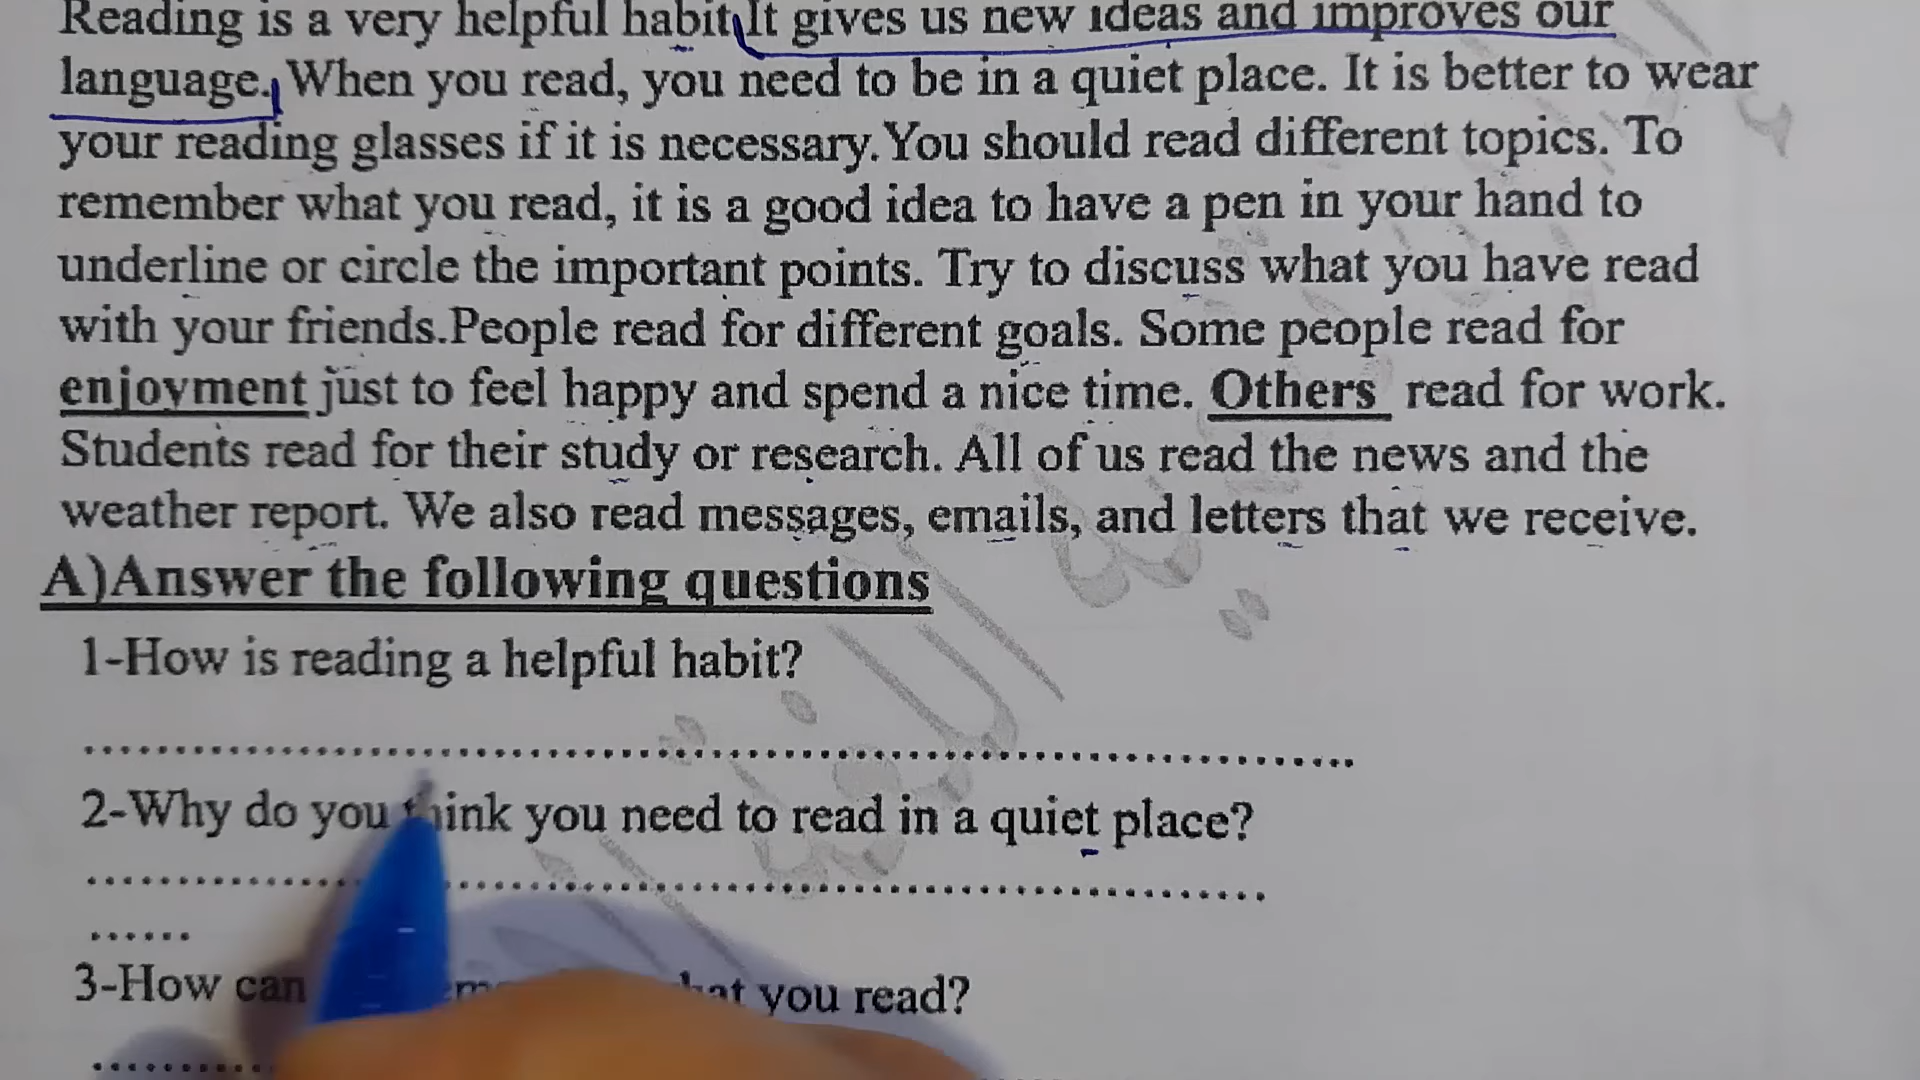 Reading is a very helpful habit. It gives us new ideas and improves our
language. When you read, you need to be in a quiet place. It is better to wear
your reading glasses if it is necessary. You should read different topics. To
remember what you read, it is a good idea to have a pen in your hand to
underline or circle the important points. Try to discuss what you have read
with your friends.People read for different goals. Some people read for
enjoyment just to feel happy and spend a nice time. Others read for work.
Students read for their study or research. All of us read the news and the
weather report. We also read messages, emails, and letters that we receive.
A)Answer the following questions
1-How is reading a helpful habit?
2-Why do you think you need to read in a quiet place?
3-How can you read?